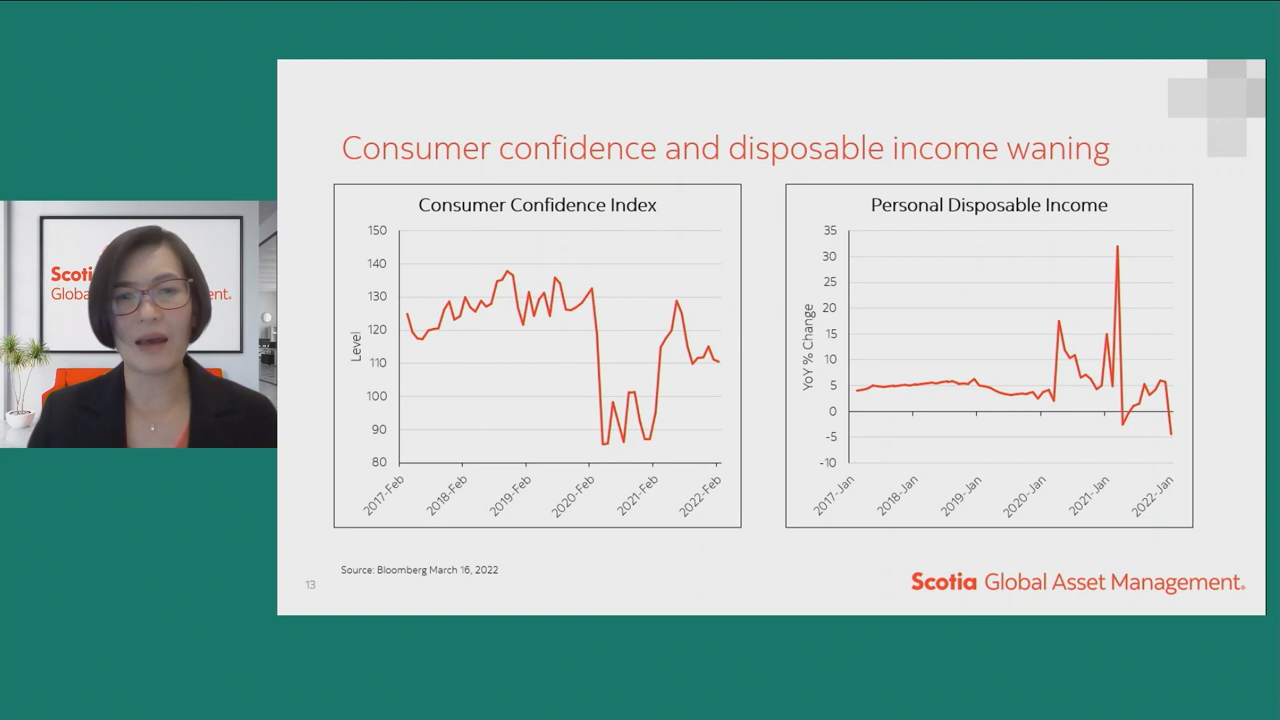 Consumer confidence and disposable income waning
Consumer Confidence Index
150
140
130
120
110
100
90
80
Level
2017-Feb
2018-Feb
2019-Feb
2020-Feb
2021-Feb
2022-Feb
Personal Disposable Income
35
30
25
20
15
10
5
0
-5
-10
YoY % Change
2017-Jan
2018-Jan
2019-Jan
2020-Jan
2021-Jan
2022-Jan
Source: Bloomberg March 16, 2022
13
Scotia Global Asset Management.
Scoti
Globa ent.